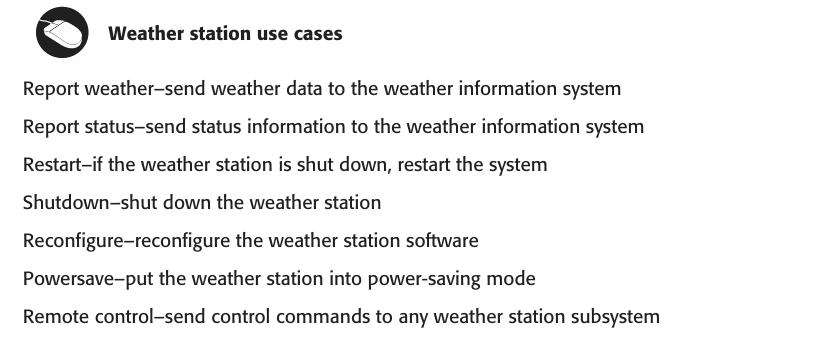 Weather station use cases
Report weather–send weather data to the weather information system
Report status–send status information to the weather information system
Restart–if the weather station is shut down, restart the system
Shutdown–shut down the weather station
Reconfigure–reconfigure the weather station software
Powersave–put the weather station into power-saving mode
Remote control–send control commands to any weather station subsystem